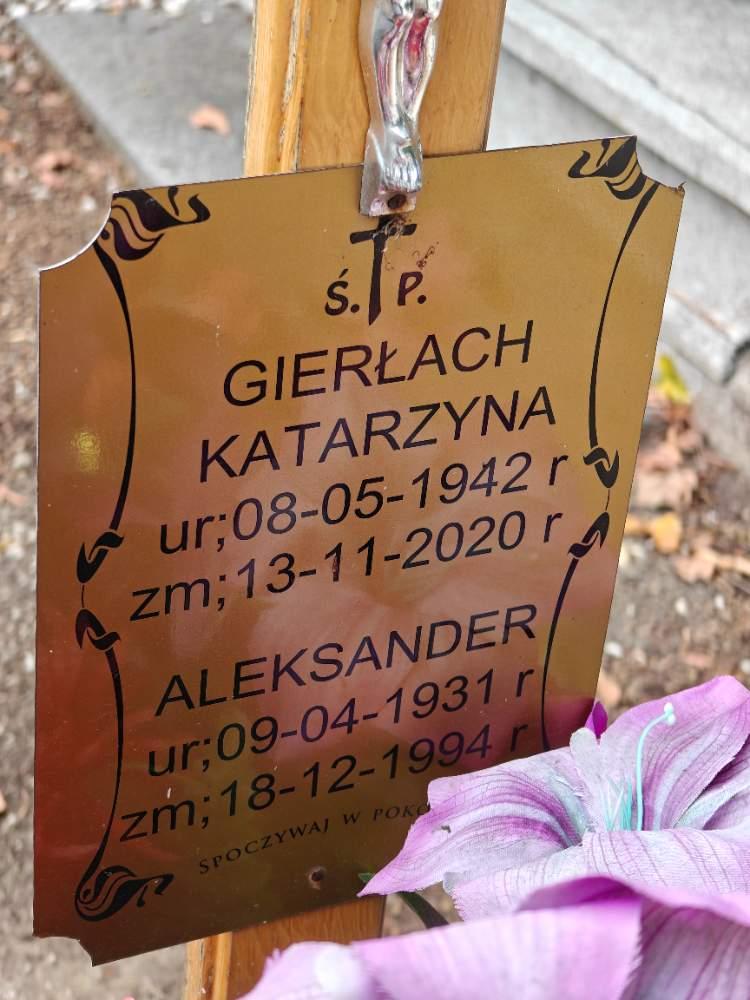 Ś. P.
GIERŁACH
KATARZYNA
ur;08-05-1942 r
zm;13-11-2020 r
ALEKSANDER
ur;09-04-1931 r
zm;18-12-1994 r
SPOCZYWAJ W